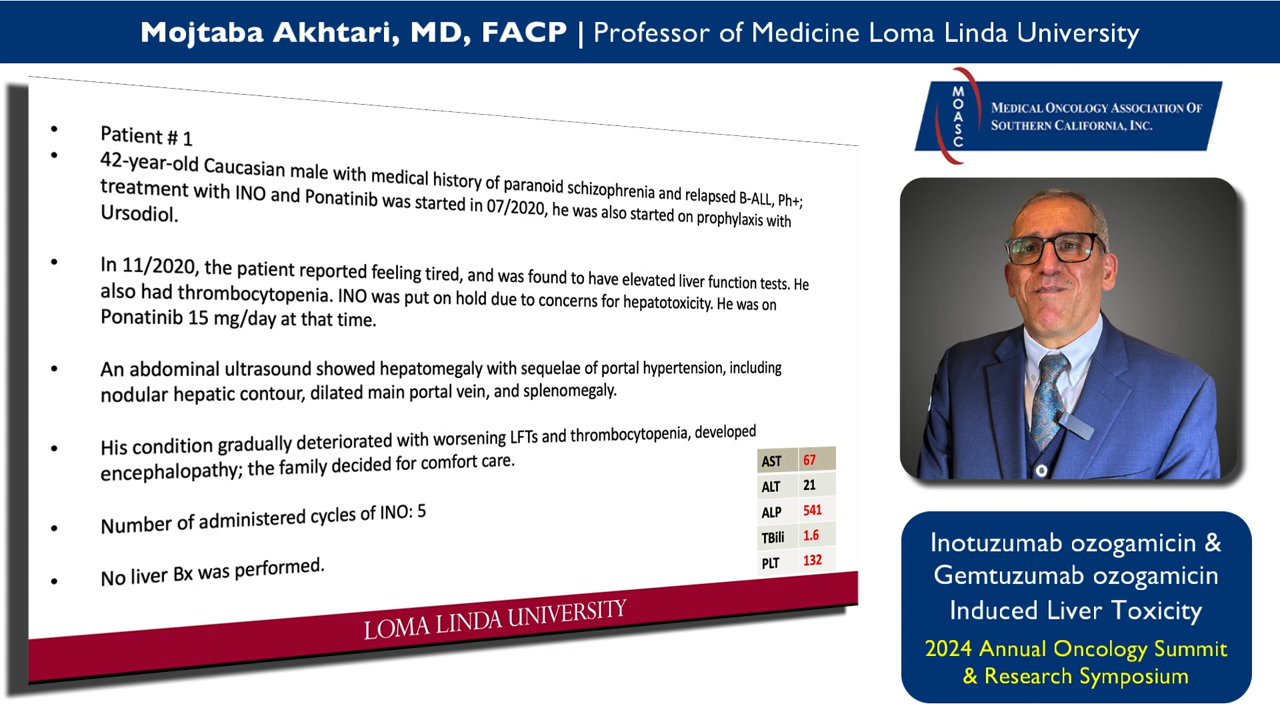 Mojtaba Akhtari, MD, FACP | Professor of Medicine Loma Linda University
• Patient # 1
• 42-year-old Caucasian male with medical history of paranoid schizophrenia and relapsed B-ALL, Ph+;
treatment with INO and Ponatinib was started in 07/2020, he was also started on prophylaxis with
Ursodiol.
• In 11/2020, the patient reported feeling tired, and was found to have elevated liver function tests. He
also had thrombocytopenia. INO was put on hold due to concerns for hepatotoxicity. He was on
Ponatinib 15 mg/day at that time.
• An abdominal ultrasound showed hepatomegaly with sequelae of portal hypertension, including
nodular hepatic contour, dilated main portal vein, and splenomegaly.
• His condition gradually deteriorated with worsening LFTs and thrombocytopenia, developed
encephalopathy; the family decided for comfort care.
• Number of administered cycles of INO: 5
• No liver Bx was performed.
AST 67
ALT 21
ALP 541
TBili 1.6
PLT 132
LOMA LINDA UNIVERSITY
MOASC
MEDICAL ONCOLOGY ASSOCIATION OF
SOUTHERN CALIFORNIA, INC.
Inotuzumab ozogamicin &
Gemtuzumab ozogamicin
Induced Liver Toxicity
2024 Annual Oncology Summit
& Research Symposium